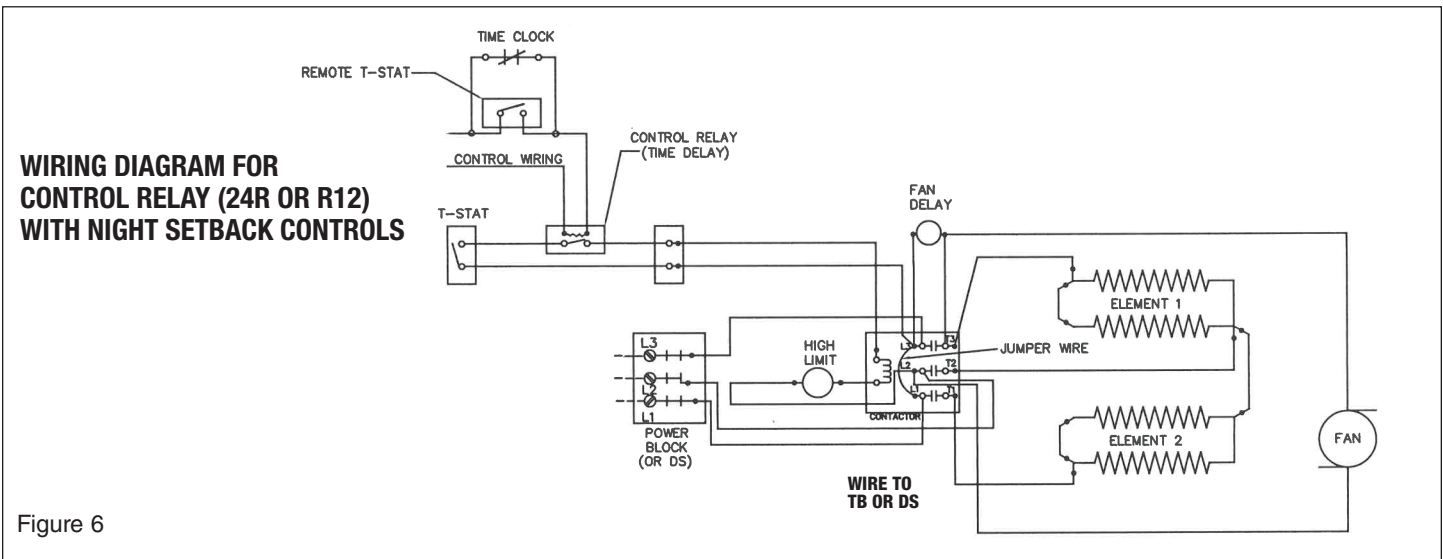 TIME CLOCK
REMOTE T-STAT
WIRING DIAGRAM FOR
CONTROL RELAY (24R OR R12)
WITH NIGHT SETBACK CONTROLS
CONTROL WIRING
CONTROL RELAY
(TIME DELAY)
T-STAT
FAN
DELAY
ELEMENT 1
L3
L2
L1
POWER
BLOCK
(OR DS)
HIGH
LIMIT
L3
T3
L2
T2
L1
T1
CONTACTOR
JUMPER WIRE
ELEMENT 2
FAN
WIRE TO
TB OR DS
Figure 6